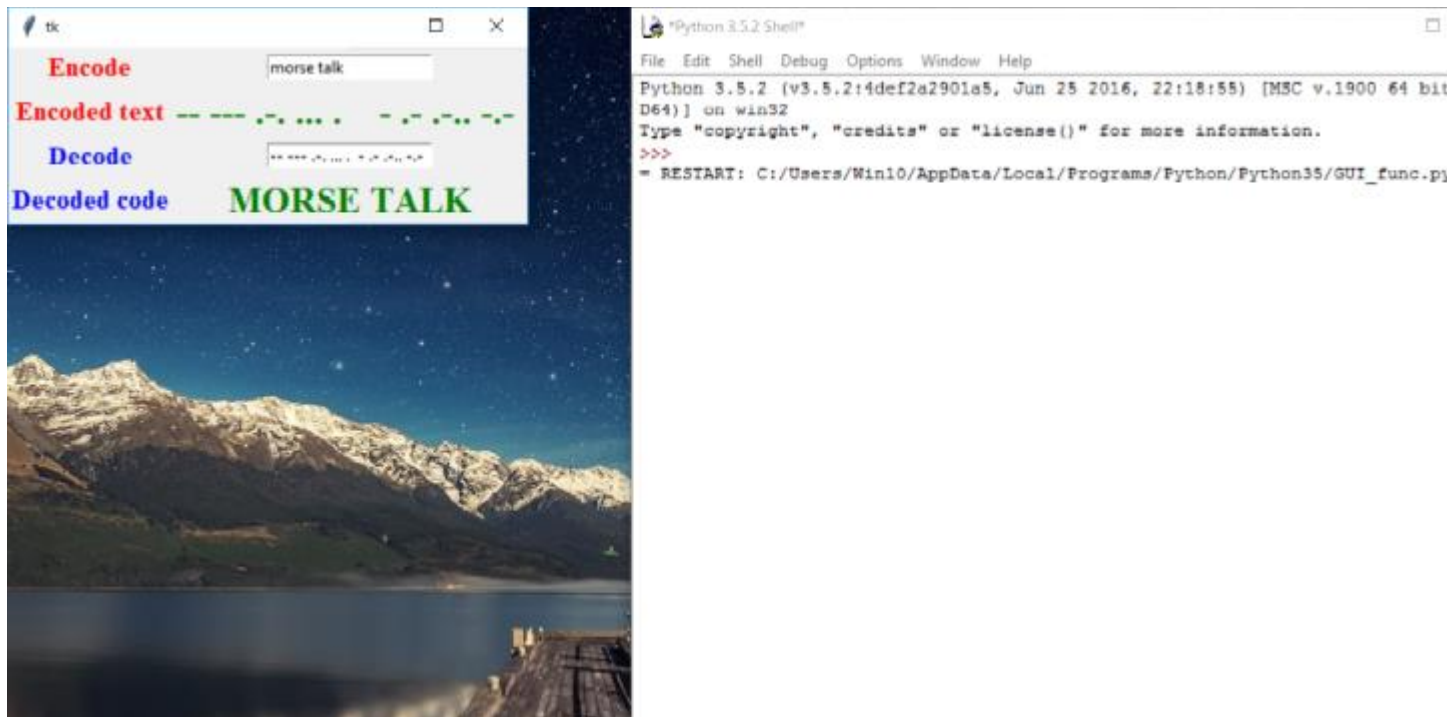 tk
Encode morse talk
Encoded text -- --- .-. ... .   - .- .-.. -.-
Decode -- --- .-. ... .  - .- .-.. -.-
Decoded code MORSE TALK
*Python 3.5.2 Shell*
File Edit Shell Debug Options Window Help
Python 3.5.2 (v3.5.2:4def2a2901a5, Jun 25 2016, 22:18:55) [MSC v.1900 64 bit
D64)] on win32
Type "copyright", "credits" or "license()" for more information.
>>>
= RESTART: C:/Users/Win10/AppData/Local/Programs/Python/Python35/GUI_func.py